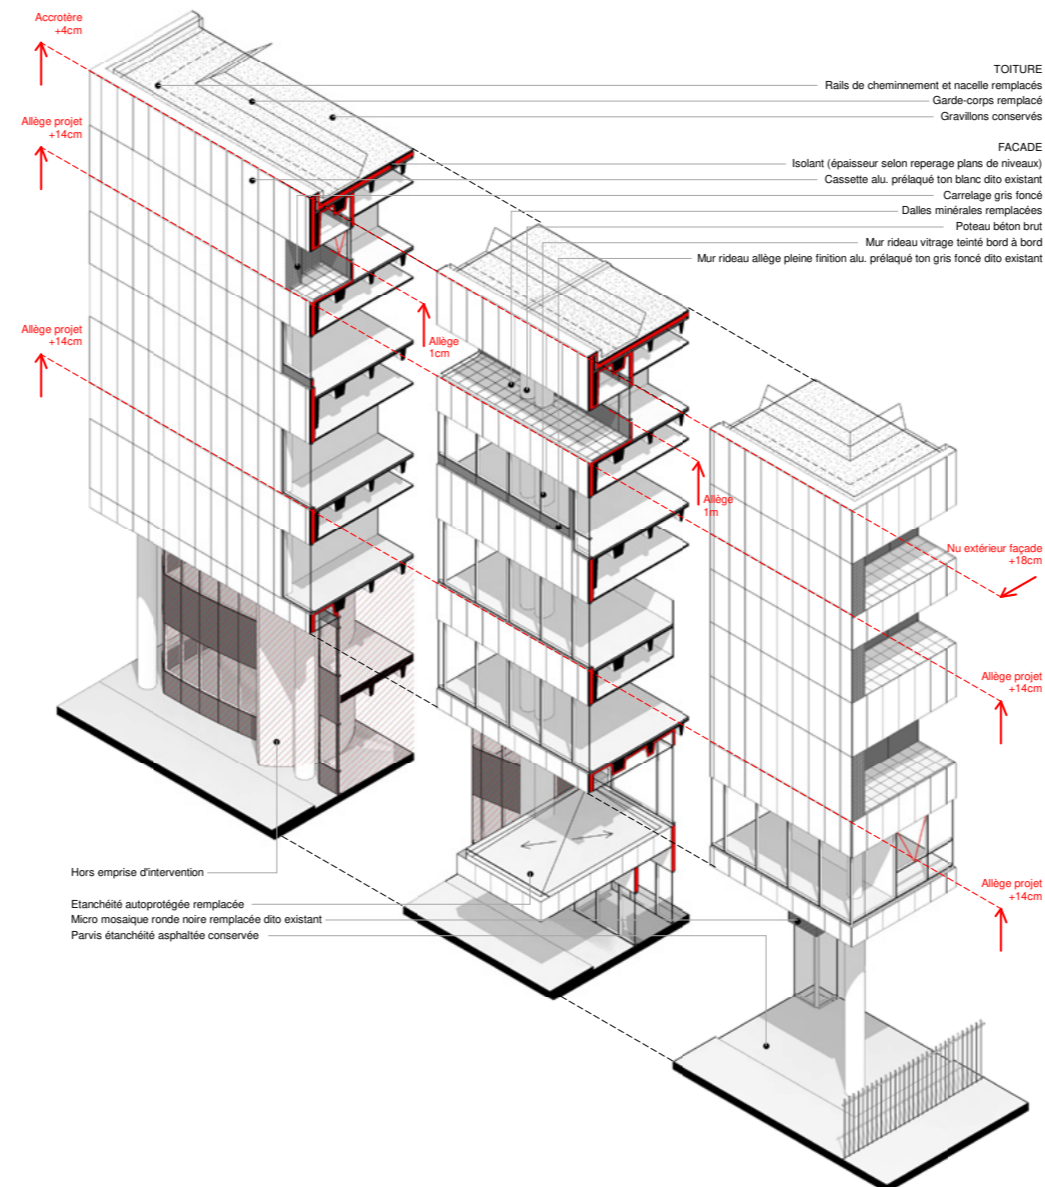 Accrotère
+4cm
Allège projet
+14cm
Allège projet
+14cm
TOITURE
Rails de cheminnement et nacelle remplacés
Garde-corps remplacé
Gravillons conservés
FACADE
Isolant (épaisseur selon reperage plans de niveaux)
Cassette alu. prélaqué ton blanc dito existant
Carrelage gris foncé
Dalles minérales remplacées
Poteau béton brut
Mur rideau vitrage teinté bord à bord
Mur rideau allège pleine finition alu. prélaqué ton gris foncé dito existant
Allège
1cm
Allège
1m
Nu extérieur façade
+18cm
Allège projet
+14cm
Allège projet
+14cm
Hors emprise d'intervention
Etanchéité autoprotégée remplacée
Micro mosaique ronde noire remplacée dito existant
Parvis étanchéité asphaltée conservée